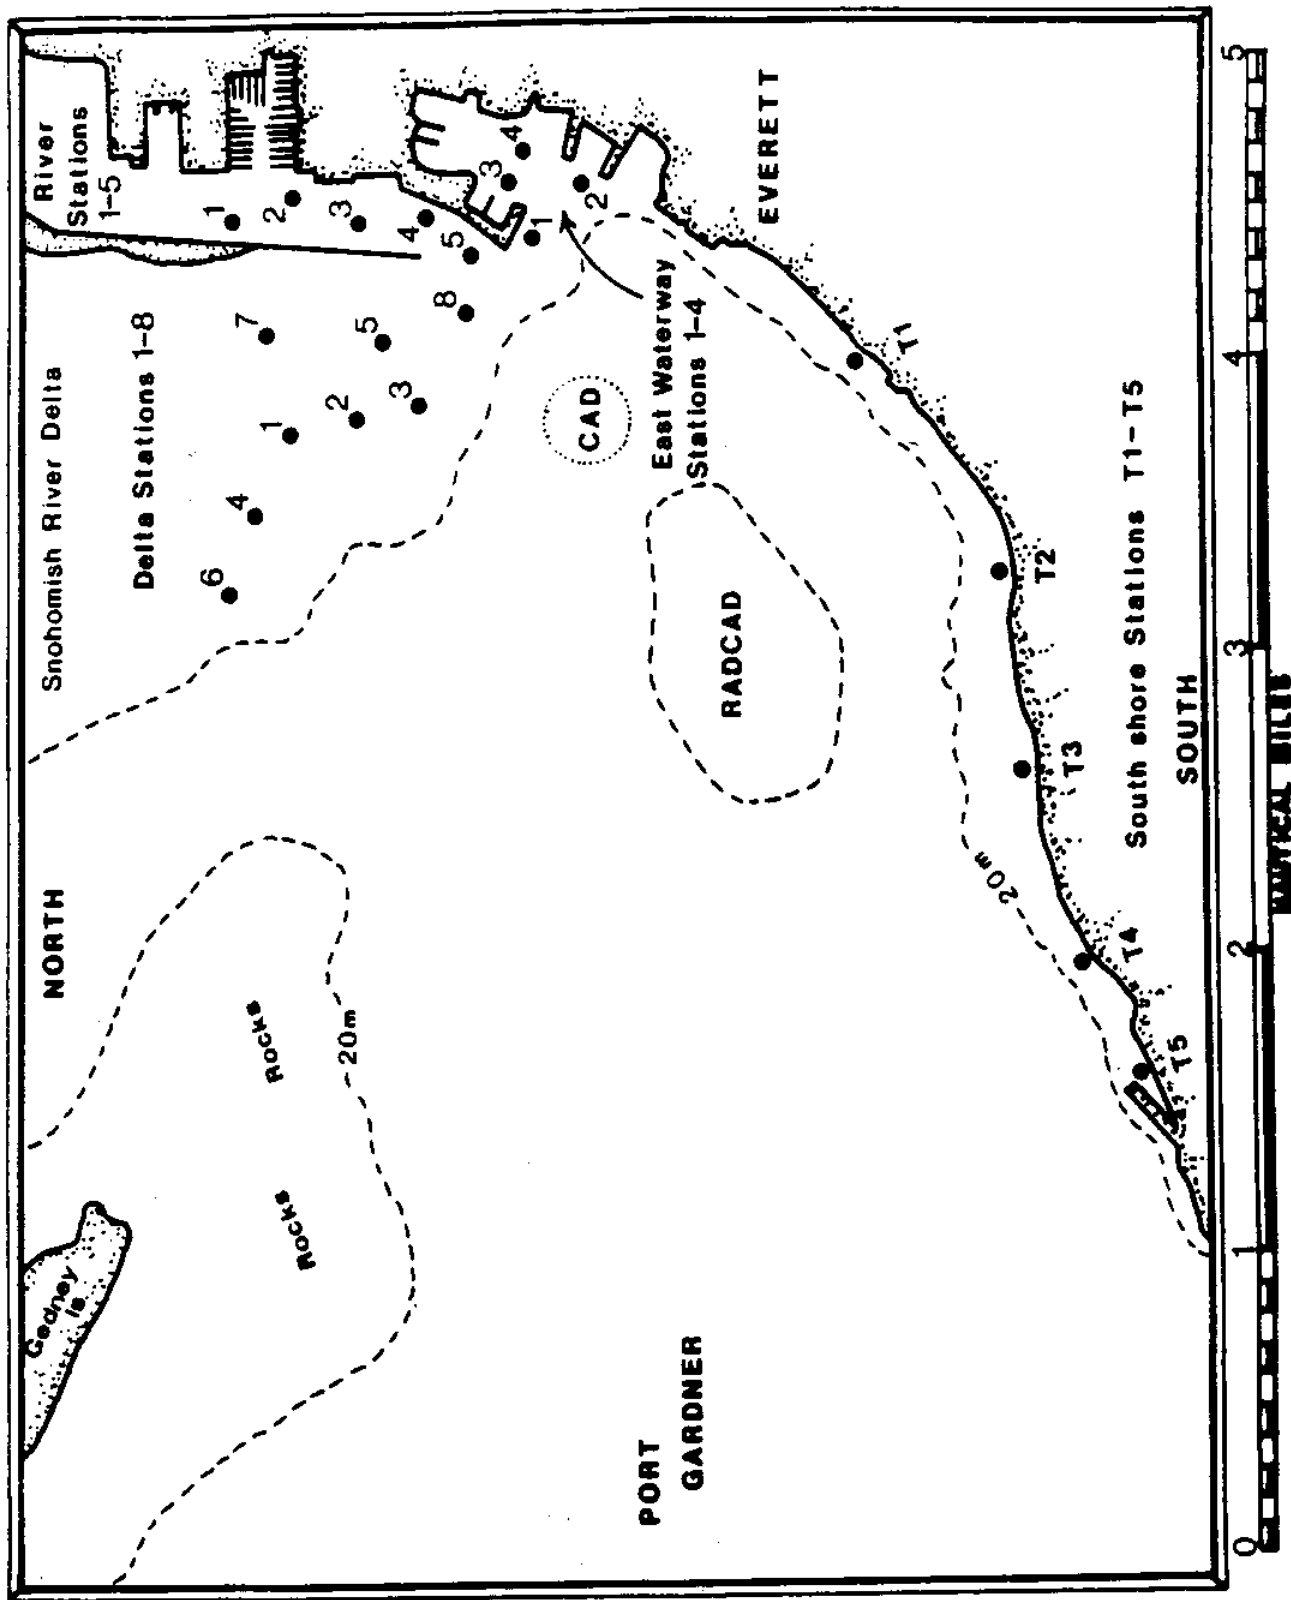 NORTH
Gedney
Is
Rocks
Rocks
20m
Snohomish River Delta
Delta Stations 1-8
6
4
1
2
3
7
5
8
River
Stations
1-5
1
2
3
4
5
1
2
3
4
East Waterway
Stations 1-4
CAD
RADCAD
EVERETT
PORT
GARDNER
20m
T1
T2
T3
T4
T5
South shore Stations T1-T5
SOUTH
0
1
2
3
4
5
NAUTICAL MILES